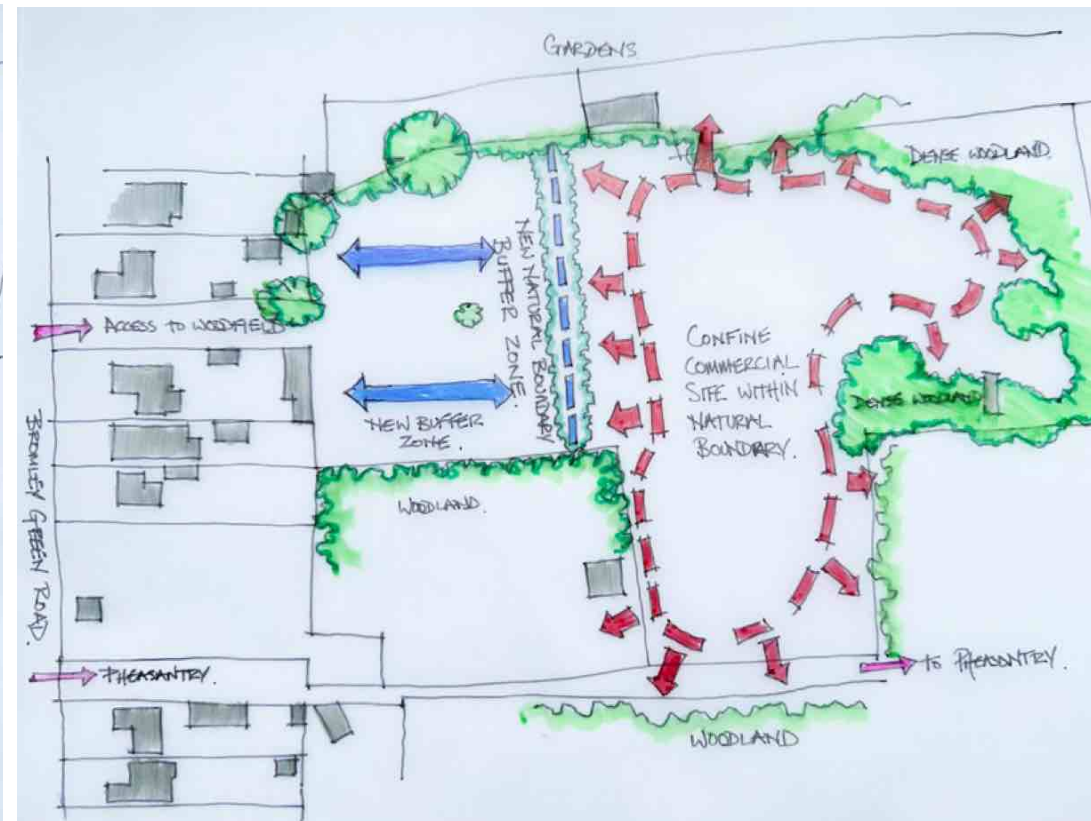 GARDENS
DENSE WOODLAND.
ACCESS TO WOODFIELD
NEW NATURAL BOUNDARY
BUFFER ZONE.
NEW BUFFER
ZONE.
CONFINE
COMMERCIAL
SITE WITHIN
NATURAL
BOUNDARY.
DENSE WOODLAND
WOODLAND.
BROMLEY GREEN ROAD.
PHEASANTRY.
TO PHEASANTRY.
WOODLAND